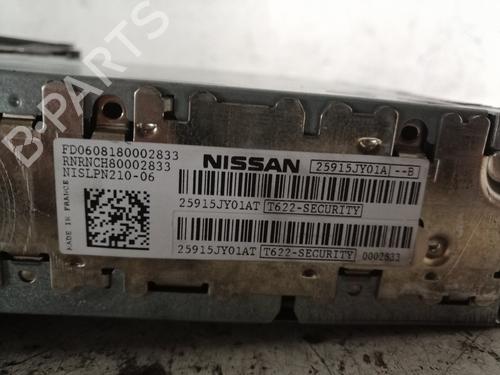 B-PARTS
FD0608180002833
RNRNCH80002833
NISLPN210-06
MADE IN FRANCE
NISSAN
25915JY01A --B
25915JY01AT T622-SECURITY
25915JY01AT T622-SECURITY 0002833